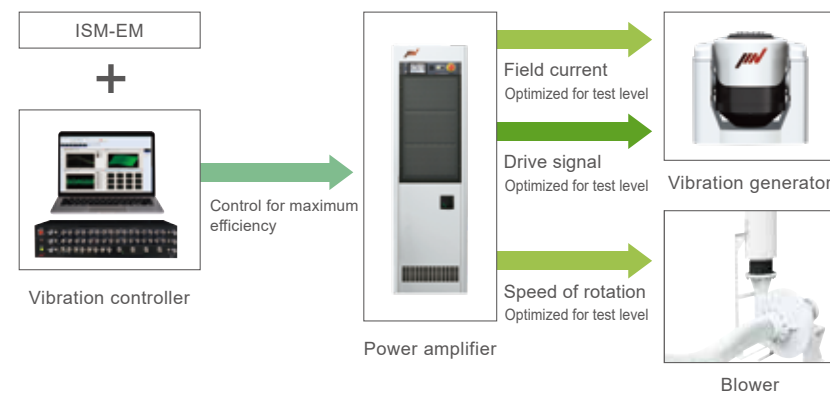 ISM-EM
+
Vibration controller
Control for maximum
efficiency
Power amplifier
Field current
Optimized for test level
Drive signal
Optimized for test level
Speed of rotation
Optimized for test level
Vibration generator
Blower